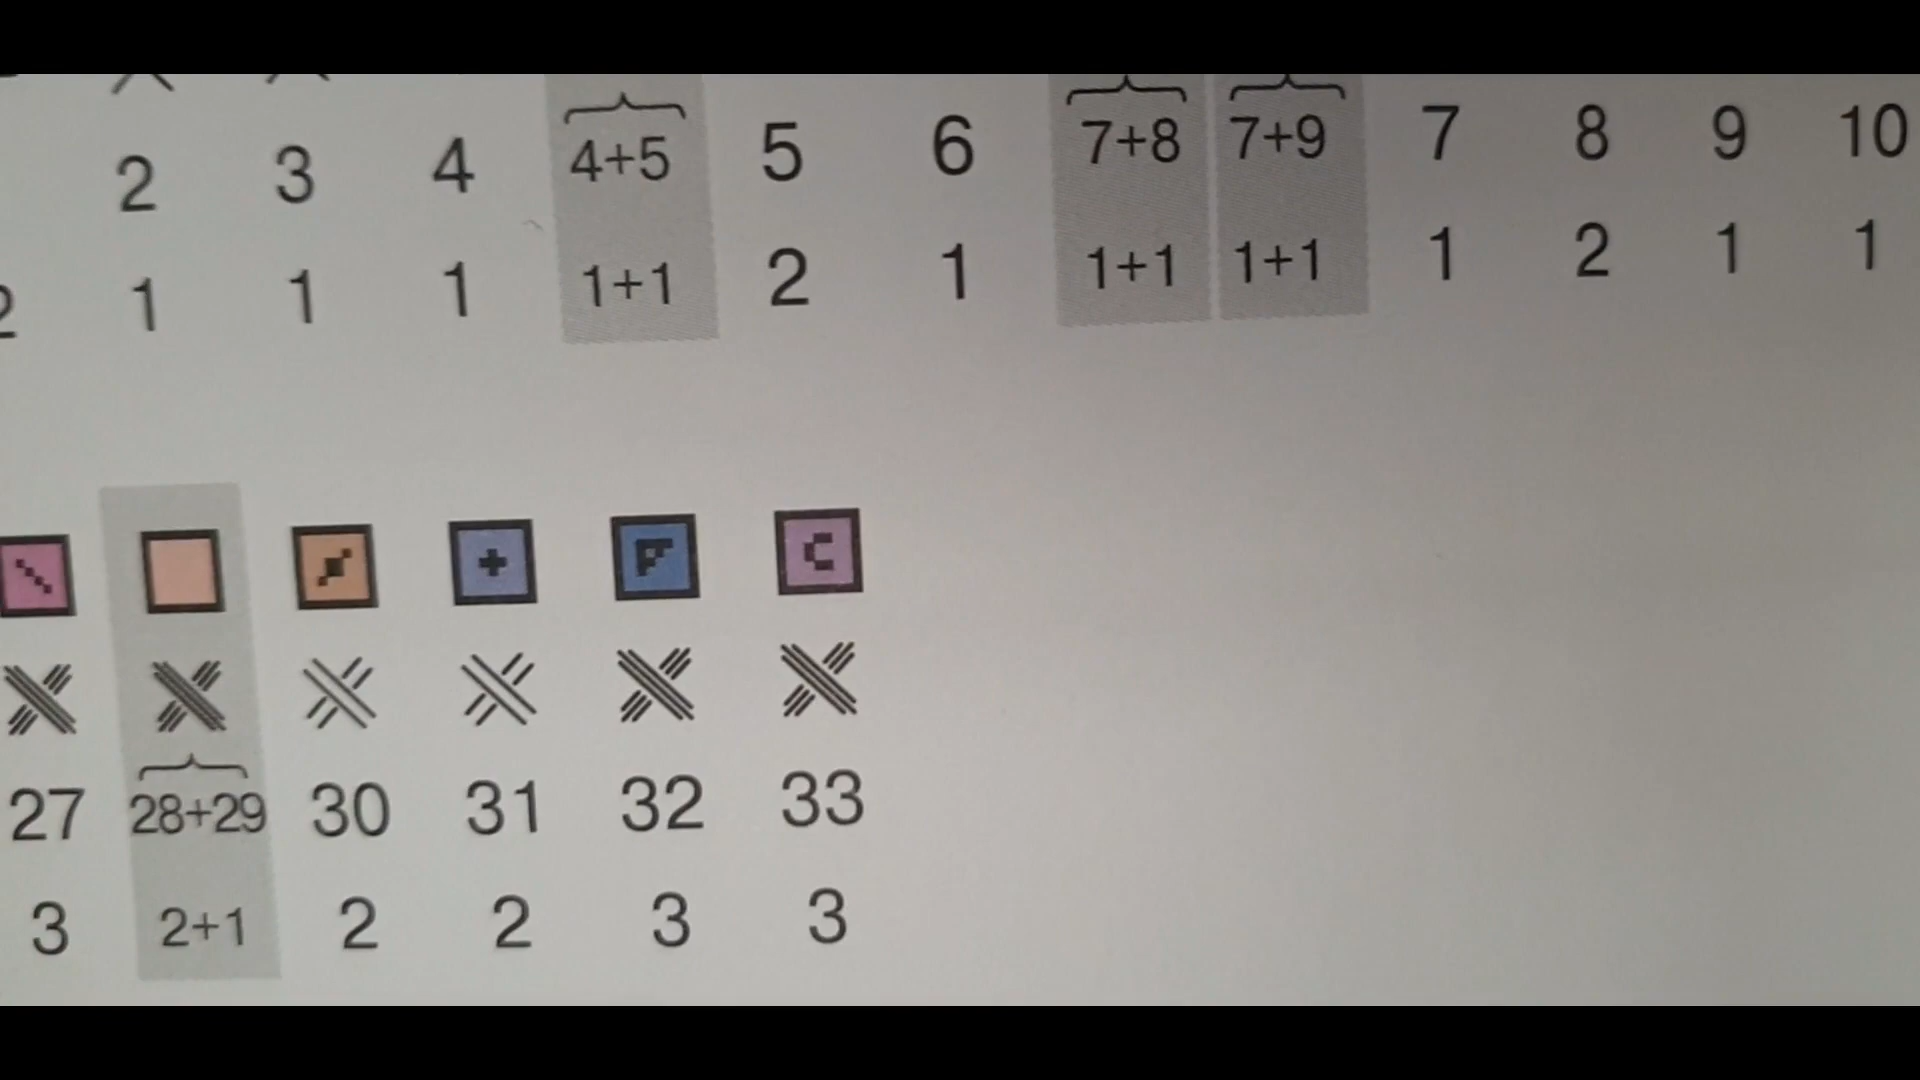 2 3 4 4+5 5 6 7+8 7+9 7 8 9 10
2 1 1 1 1+1 2 1 1+1 1+1 1 2 1 1
C
27 28+29 30 31 32 33
3 2+1 2 2 3 3